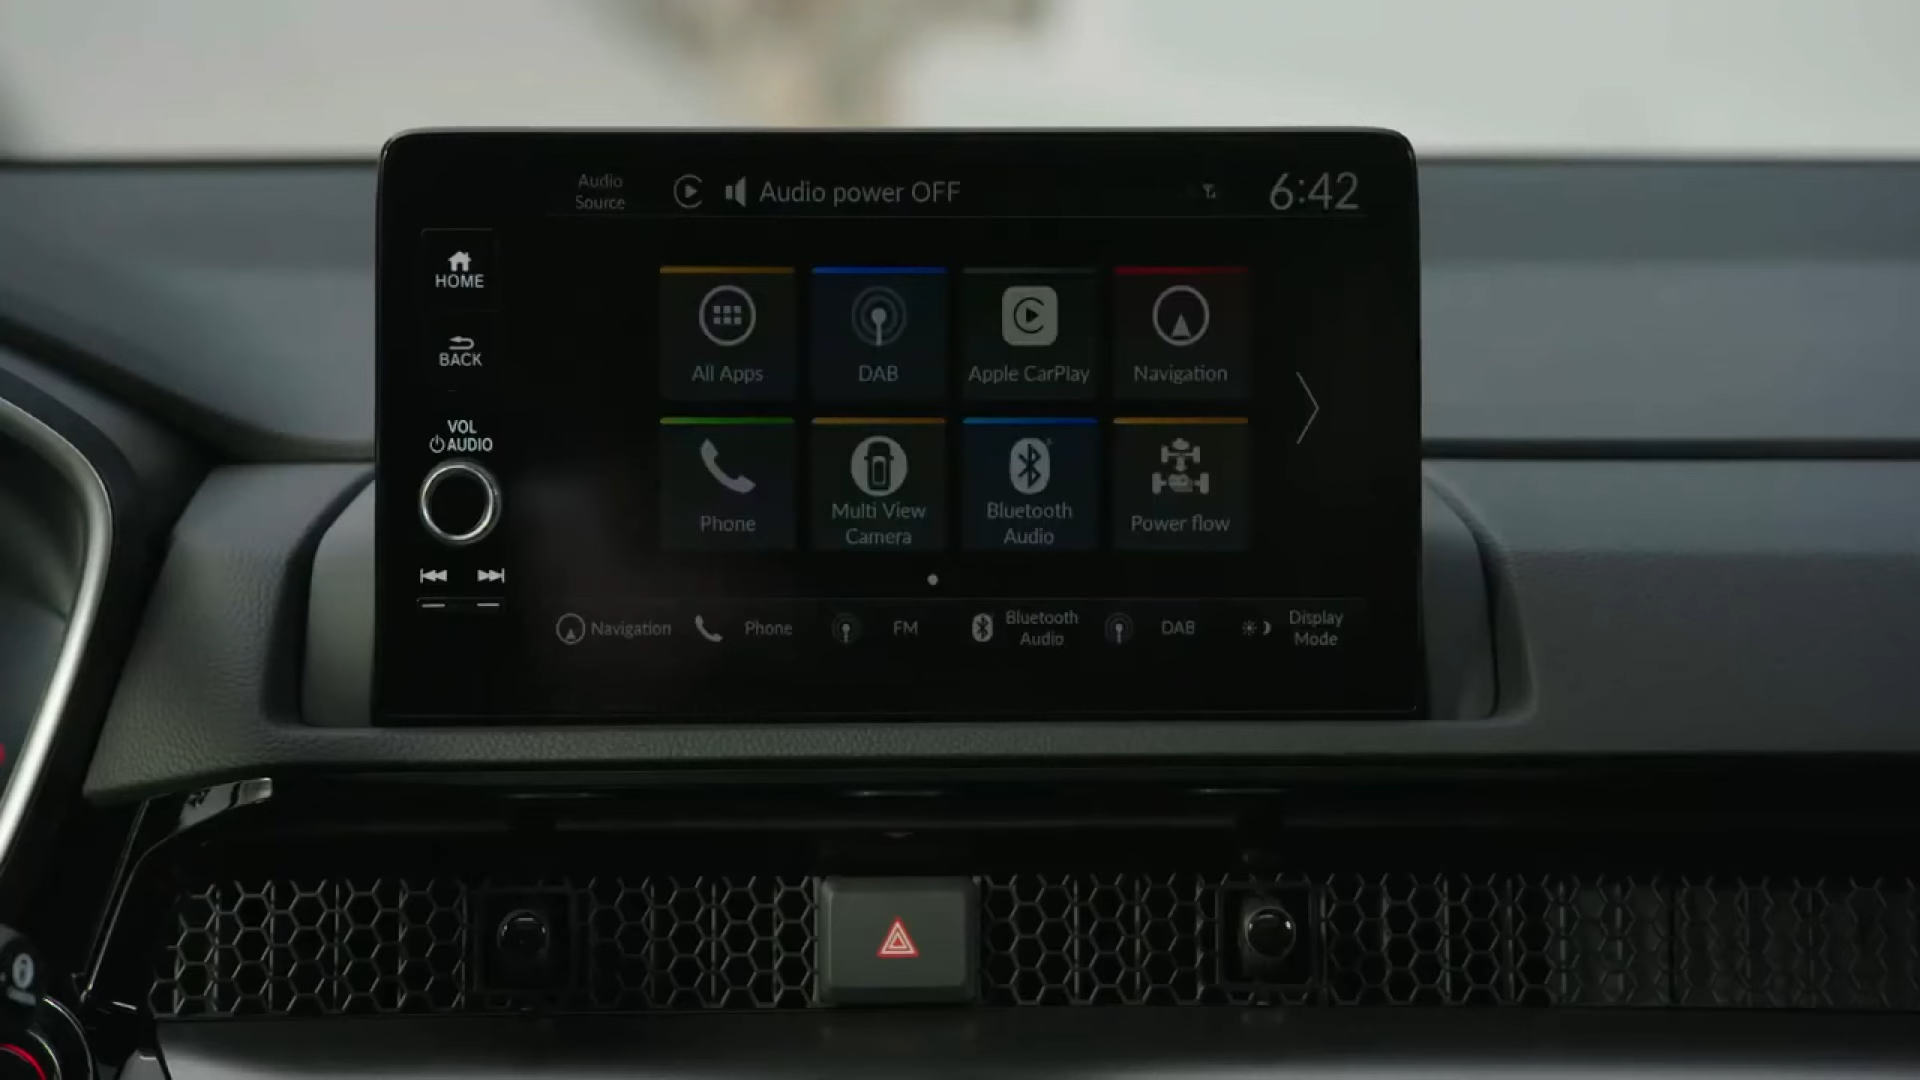 Audio
Source
Audio power OFF
6:42
HOME
BACK
VOL
AUDIO
All Apps
DAB
Apple CarPlay
Navigation
Phone
Multi View
Camera
Bluetooth
Audio
Power flow
Navigation
Phone
FM
Bluetooth
Audio
DAB
Display
Mode